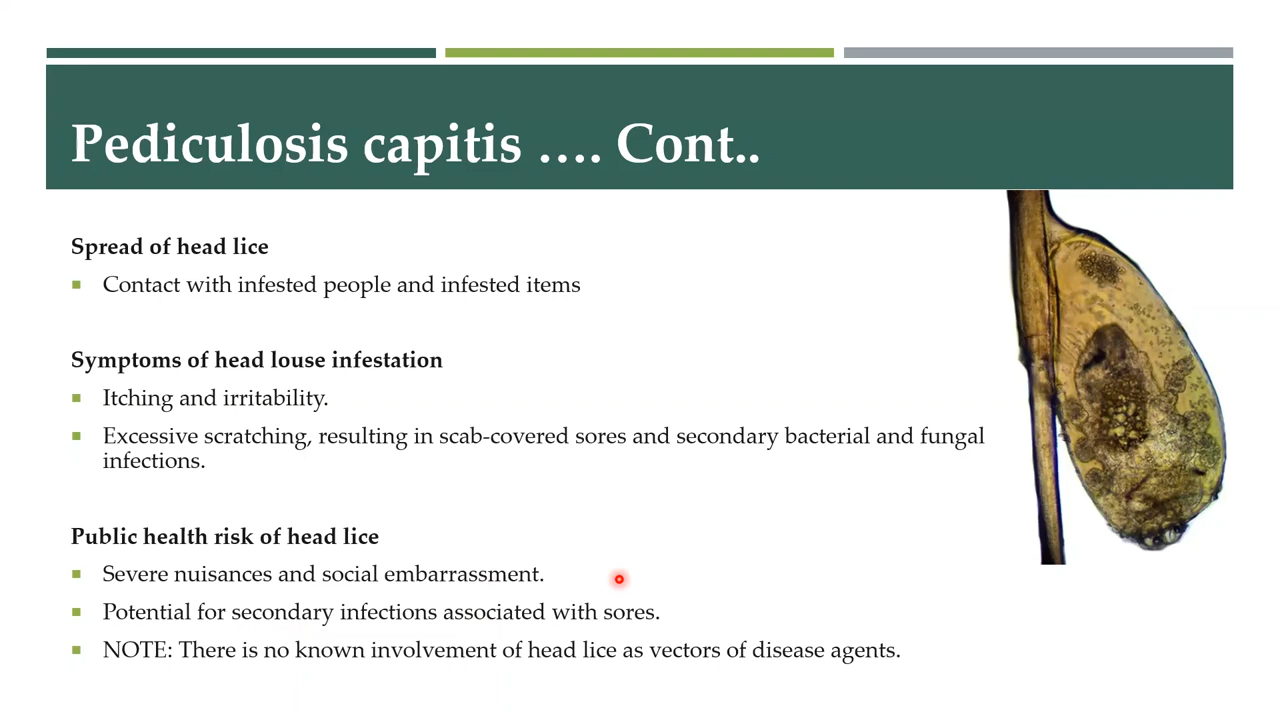 Pediculosis capitis .... Cont..
Spread of head lice
Contact with infested people and infested items
Symptoms of head louse infestation
Itching and irritability.
Excessive scratching, resulting in scab-covered sores and secondary bacterial and fungal
infections.
Public health risk of head lice
Severe nuisances and social embarrassment.
Potential for secondary infections associated with sores.
NOTE: There is no known involvement of head lice as vectors of disease agents.